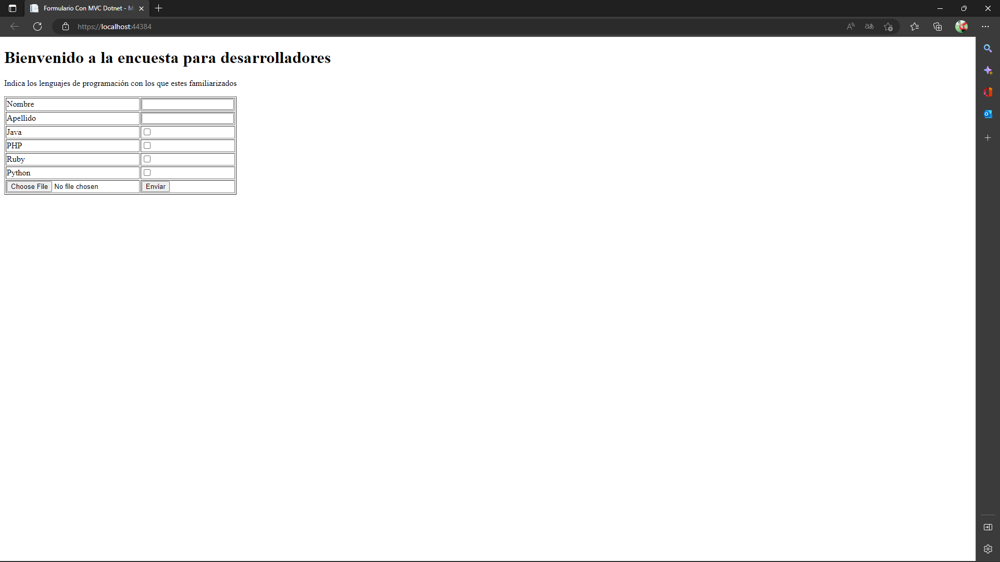 Formulario Con MVC Dotnet - M
https://localhost:44384
Bienvenido a la encuesta para desarrolladores
Indica los lenguajes de programación con los que estes familiarizados
Nombre
Apellido
Java
PHP
Ruby
Python
Choose File No file chosen Enviar